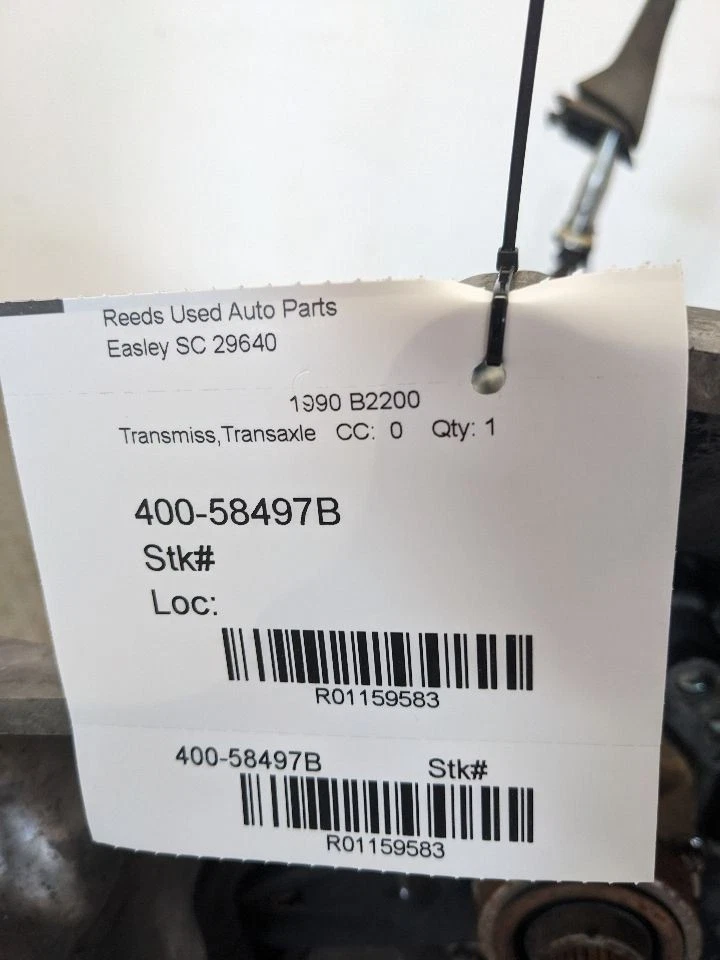 Reeds Used Auto Parts
Easley SC 29640
1990 B2200
Transmiss,Transaxle CC: 0 Qty: 1
400-58497B
Stk#
Loc:
R01159583
400-58497B Stk#
R01159583